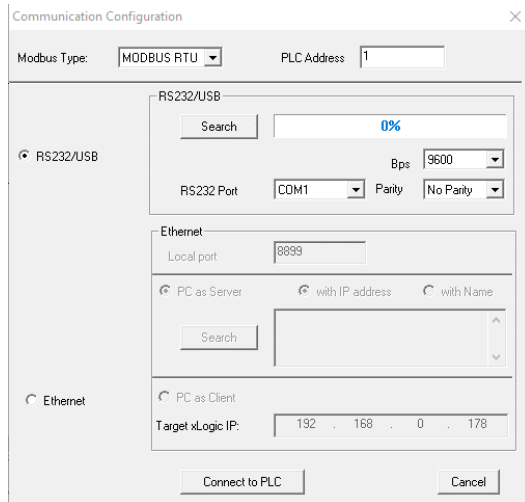 Communication Configuration
Modbus Type: MODBUS RTU PLC Address 1
RS232/USB
Search 0%
RS232/USB
Bps 9600
RS232 Port COM1 Parity No Parity
Ethernet
Local port 8899
PC as Server with IP address with Name
Search
Ethernet
PC as Client
Target xLogic IP: 192 . 168 . 0 . 178
Connect to PLC Cancel